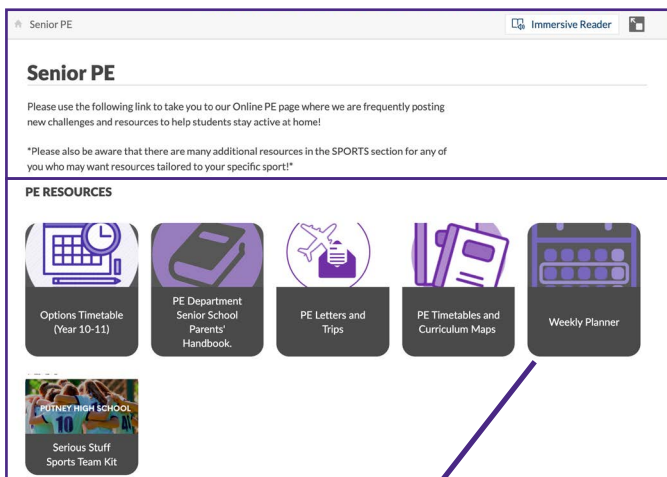 Senior PE
Immersive Reader
Senior PE
Please use the following link to take you to our Online PE page where we are frequently posting
new challenges and resources to help students stay active at home!
*Please also be aware that there are many additional resources in the SPORTS section for any of
you who may want resources tailored to your specific sport!*
PE RESOURCES
Options Timetable
(Year 10-11)
PE Department
Senior School
Parents'
Handbook.
PE Letters and
Trips
PE Timetables and
Curriculum Maps
Weekly Planner
PUTNEY HIGH SCHOOL
10
Serious Stuff
Sports Team Kit